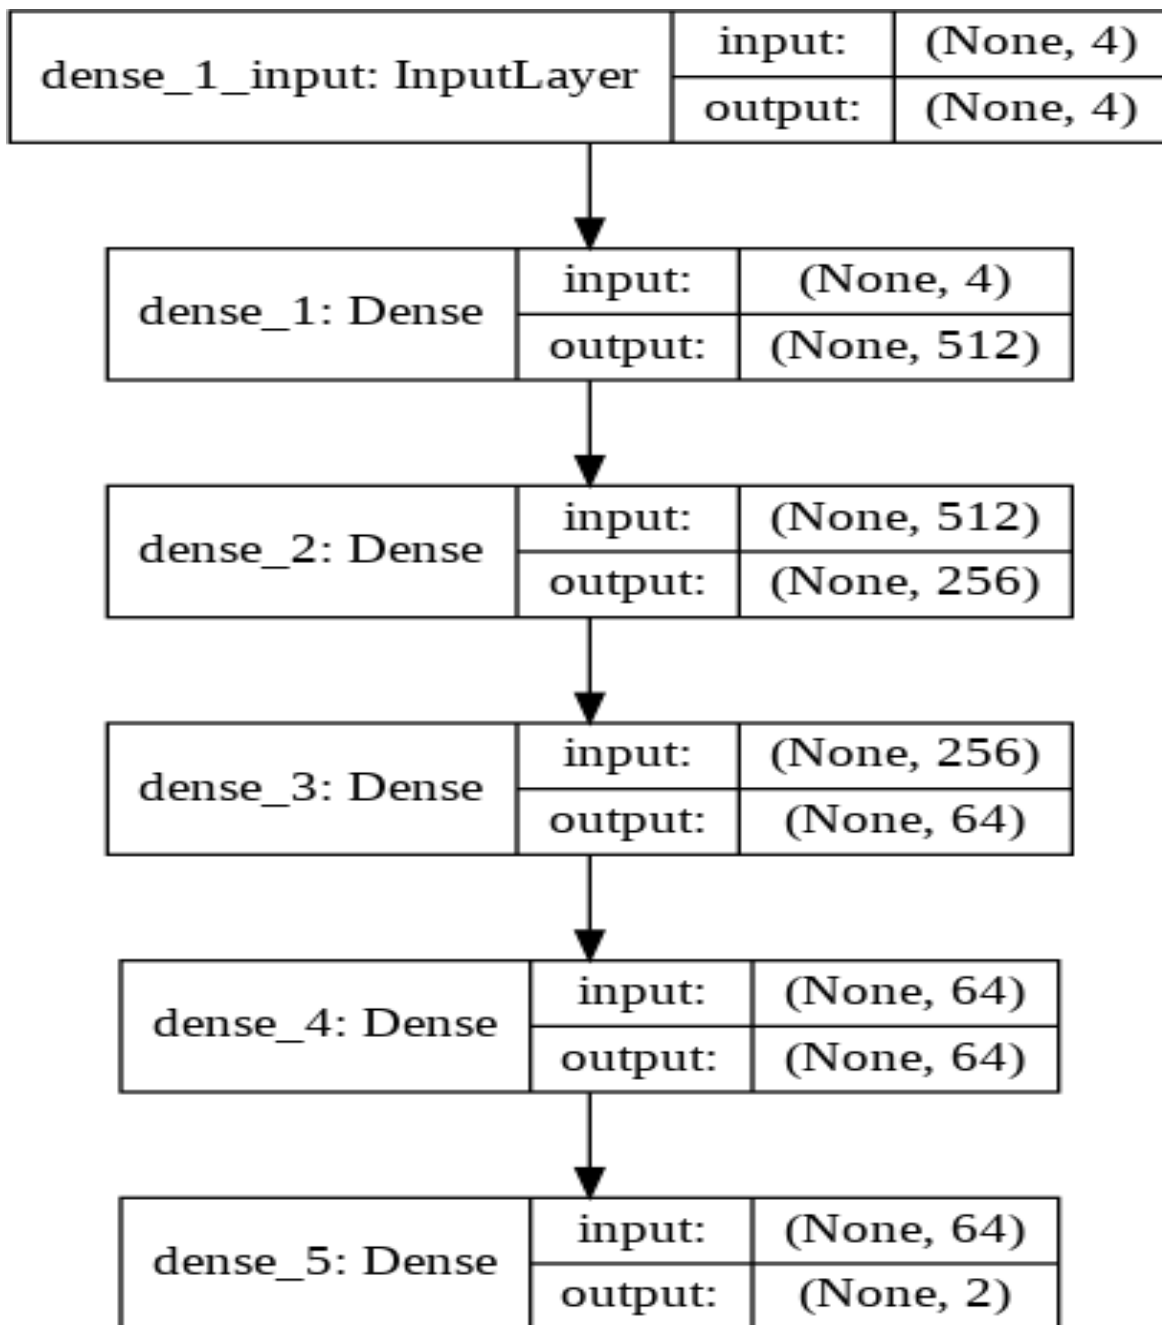 dense_1_input: InputLayer
input: (None, 4)
output: (None, 4)
dense_1: Dense
input: (None, 4)
output: (None, 512)
dense_2: Dense
input: (None, 512)
output: (None, 256)
dense_3: Dense
input: (None, 256)
output: (None, 64)
dense_4: Dense
input: (None, 64)
output: (None, 64)
dense_5: Dense
input: (None, 64)
output: (None, 2)